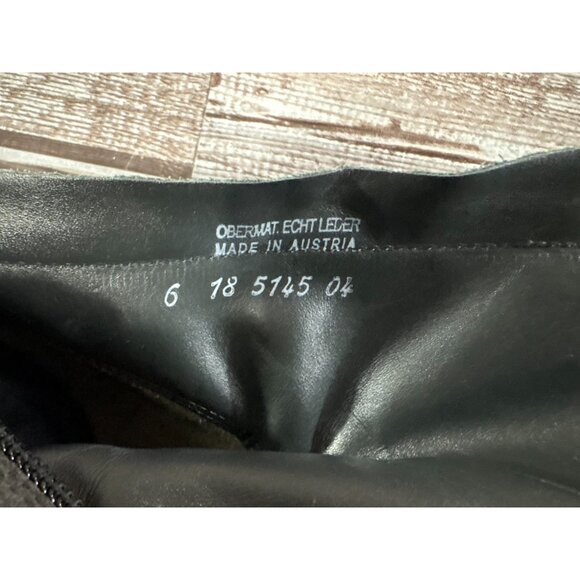 OBERMAT. ECHT LEDER
MADE IN AUSTRIA
6 18 5145 04